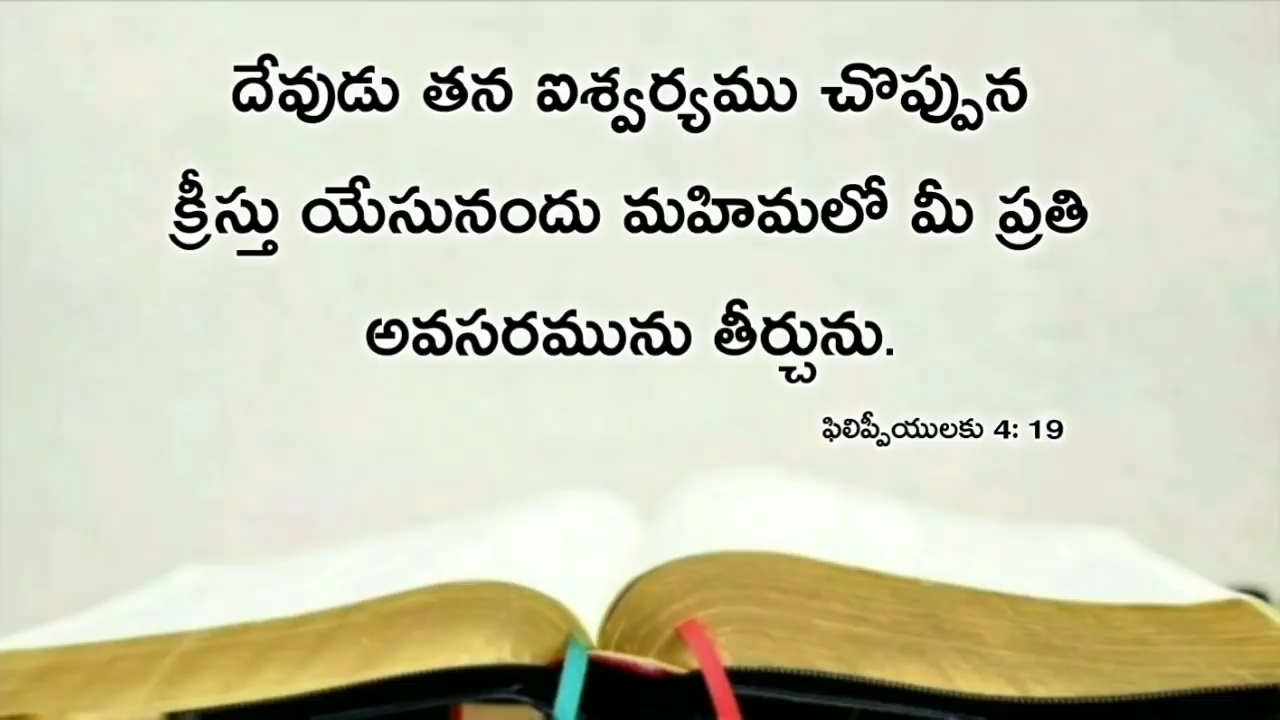 దేవుడు తన ఐశ్వర్యము చొప్పున
క్రీస్తు యేసునందు మహిమలో మీ ప్రతి
అవసరమును తీర్చును.
ఫిలిప్పీయులకు 4: 19